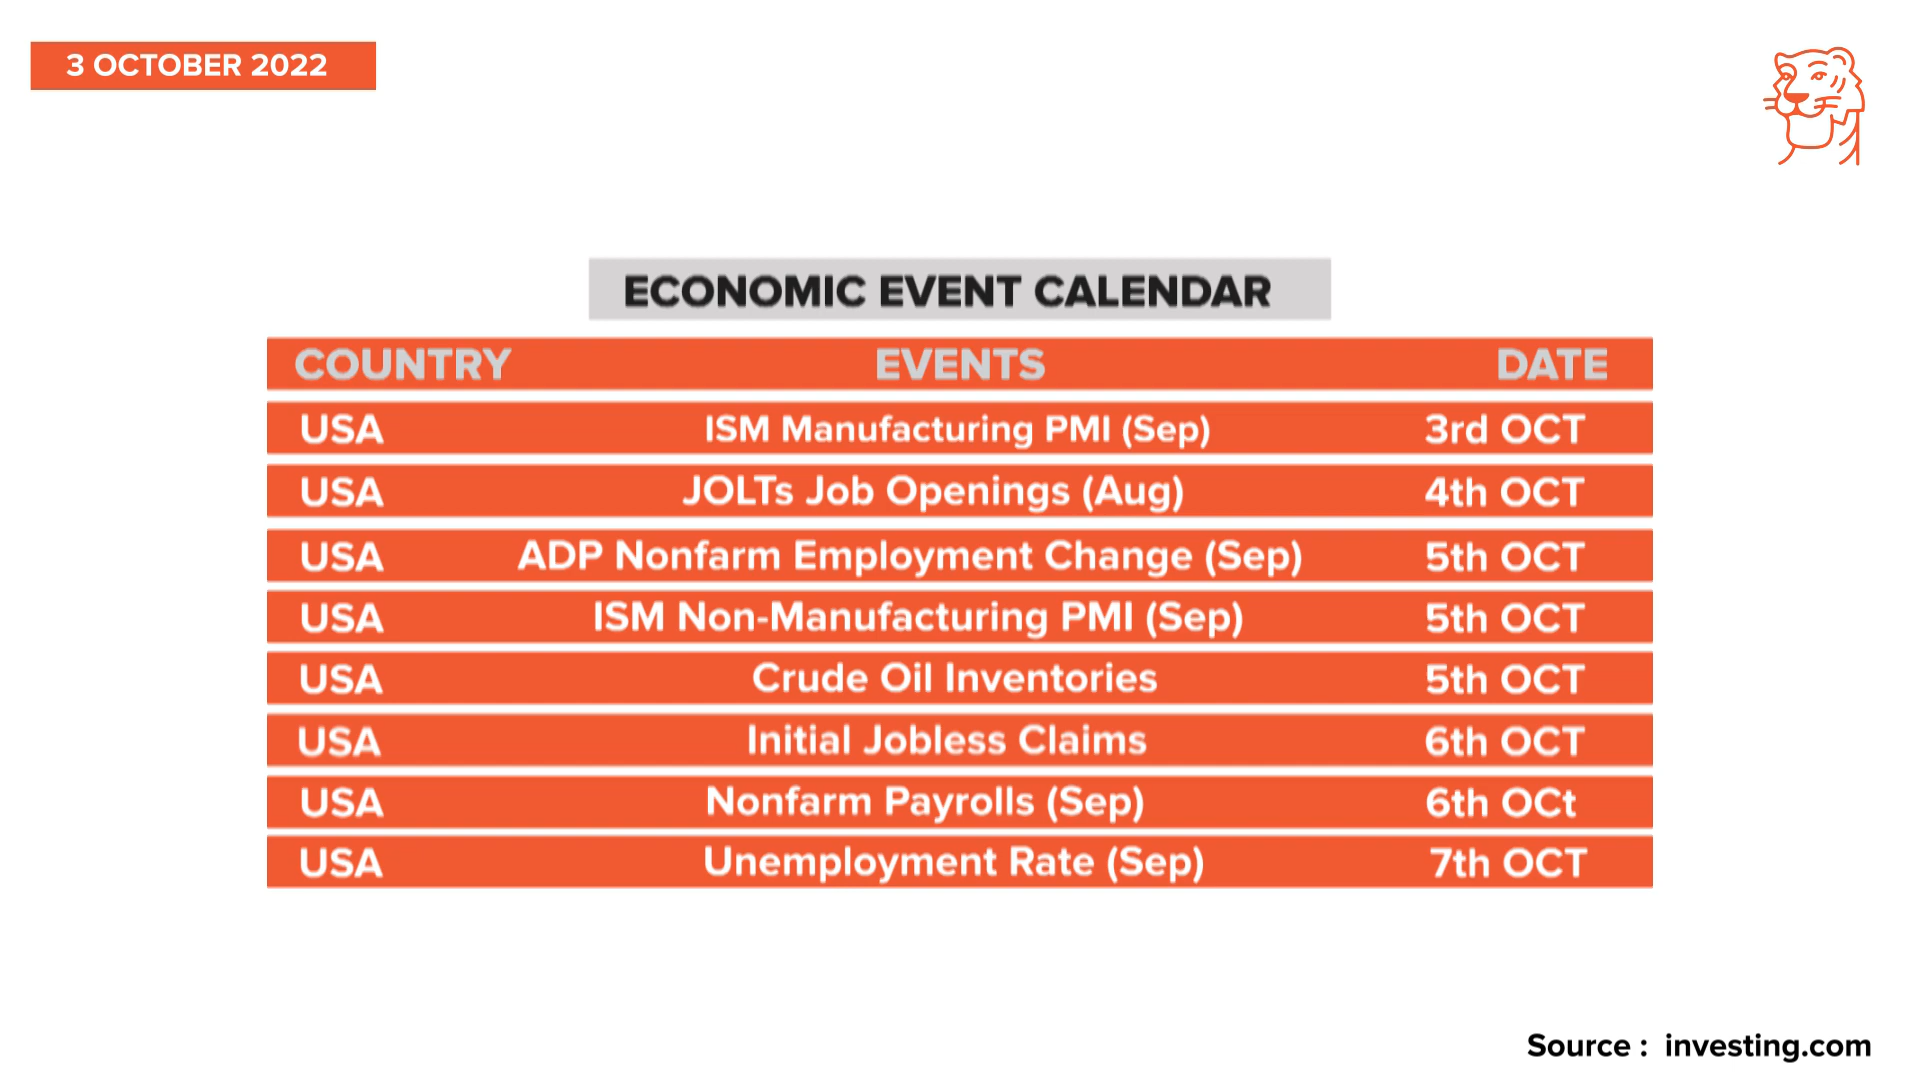 3 OCTOBER 2022
ECONOMIC EVENT CALENDAR
COUNTRY EVENTS DATE
USA ISM Manufacturing PMI (Sep) 3rd OCT
USA JOLTs Job Openings (Aug) 4th OCT
USA ADP Nonfarm Employment Change (Sep) 5th OCT
USA ISM Non-Manufacturing PMI (Sep) 5th OCT
USA Crude Oil Inventories 5th OCT
USA Initial Jobless Claims 6th OCT
USA Nonfarm Payrolls (Sep) 6th OCt
USA Unemployment Rate (Sep) 7th OCT
Source : investing.com